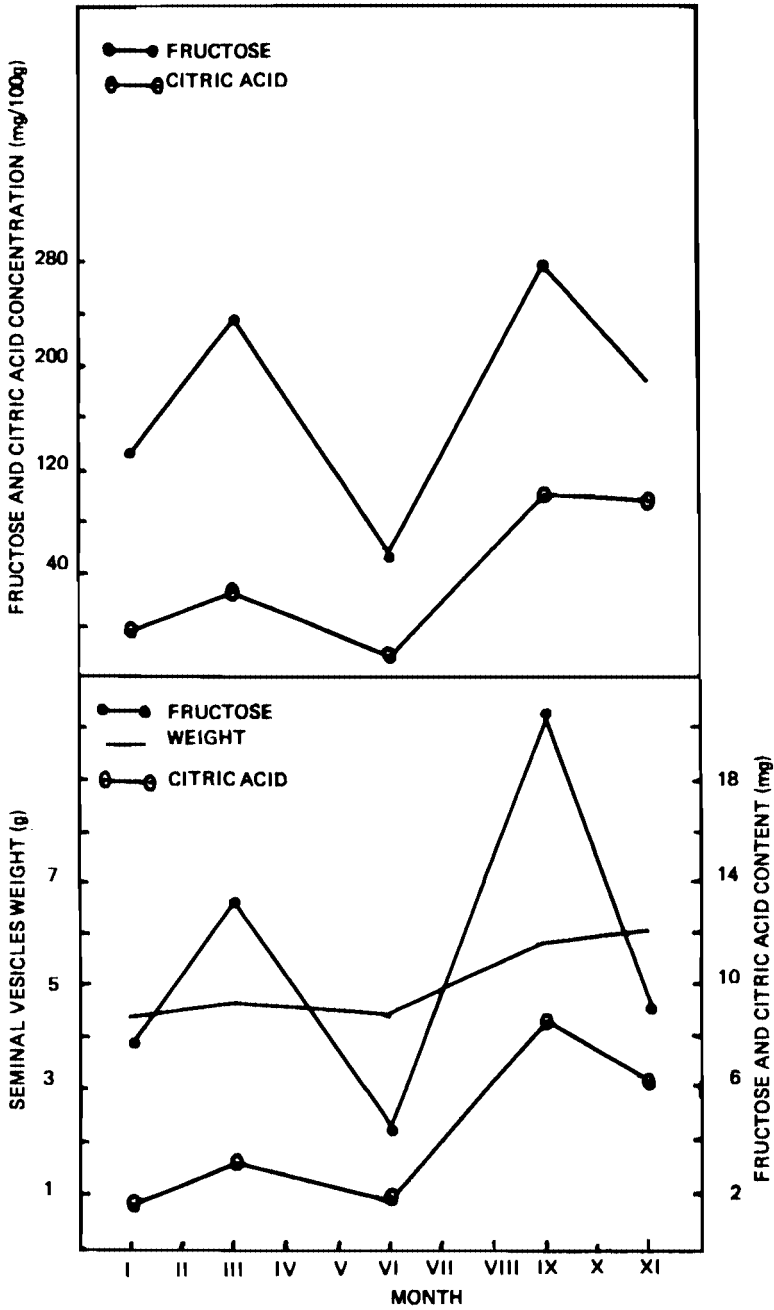 FRUCTOSE AND CITRIC ACID CONCENTRATION (mg/100g)
FRUCTOSE
CITRIC ACID
280
200
120
40
SEMINAL VESICLES WEIGHT (g)
FRUCTOSE
WEIGHT
CITRIC ACID
7
5
3
1
18
14
10
6
2
FRUCTOSE AND CITRIC ACID CONTENT (mg)
I II III IV V VI VII VIII IX X XI
MONTH